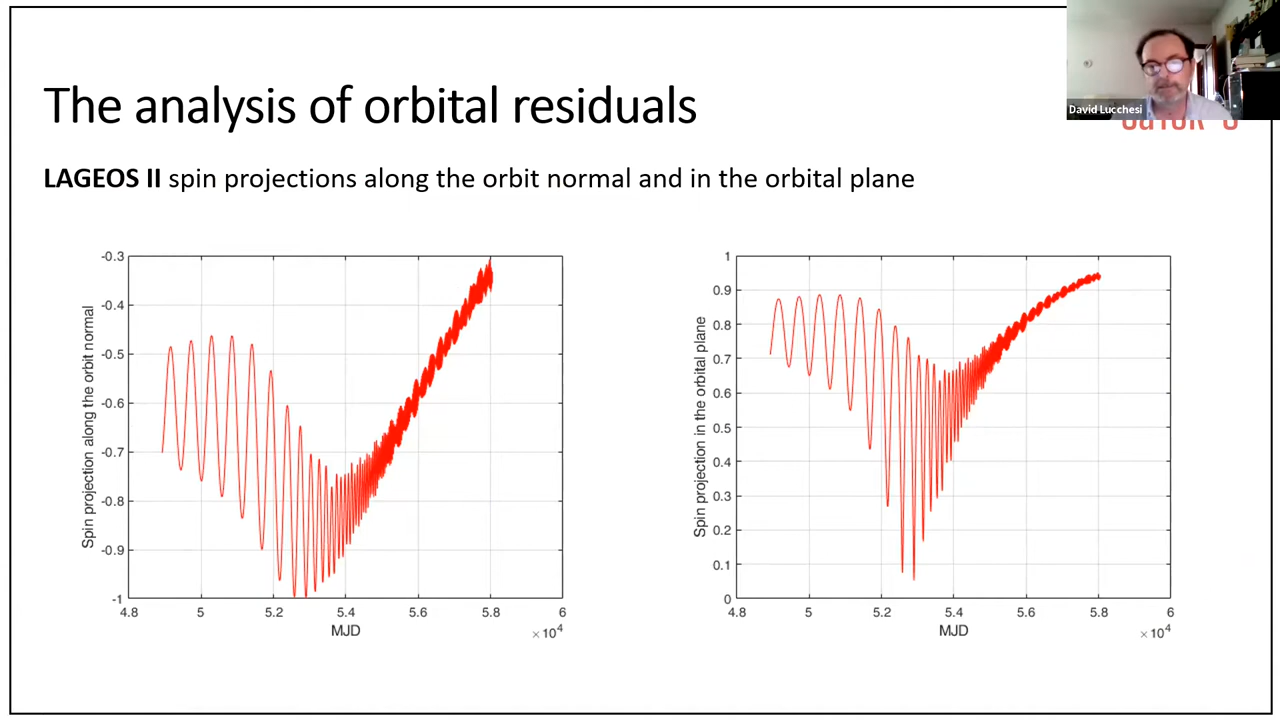 David Lucchesi
The analysis of orbital residuals
LAGEOS II spin projections along the orbit normal and in the orbital plane
Spin projection along the orbit normal
-0.3
-0.4
-0.5
-0.6
-0.7
-0.8
-0.9
-1
4.8 5 5.2 5.4 5.6 5.8 6
MJD
×10⁴
Spin projection in the orbital plane
1
0.9
0.8
0.7
0.6
0.5
0.4
0.3
0.2
0.1
0
4.8 5 5.2 5.4 5.6 5.8 6
MJD
×10⁴